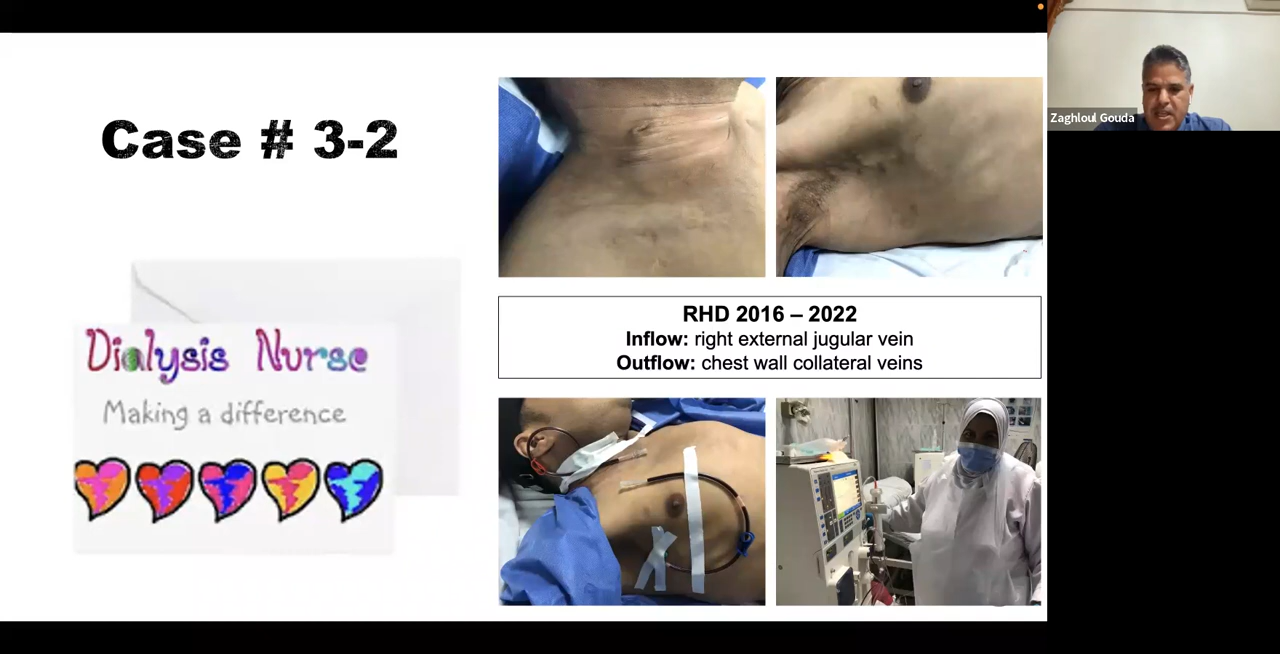 Case # 3-2
Dialysis Nurse
Making a difference
RHD 2016 – 2022
Inflow: right external jugular vein
Outflow: chest wall collateral veins
Zaghloul Gouda